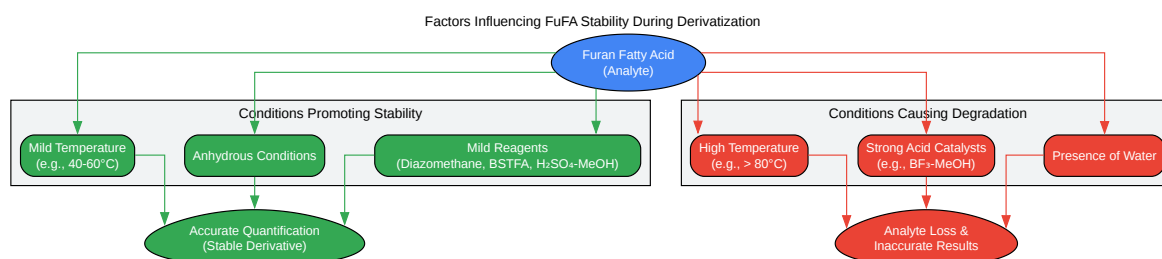 Factors Influencing FuFA Stability During Derivatization
Furan Fatty Acid
(Analyte)
Conditions Promoting Stability
Mild Temperature
(e.g., 40-60°C)
Anhydrous Conditions
Mild Reagents
(Diazomethane, BSTFA, H₂SO₄-MeOH)
Accurate Quantification
(Stable Derivative)
Conditions Causing Degradation
High Temperature
(e.g., > 80°C)
Strong Acid Catalysts
(e.g., BF₃-MeOH)
Presence of Water
Analyte Loss &
Inaccurate Results